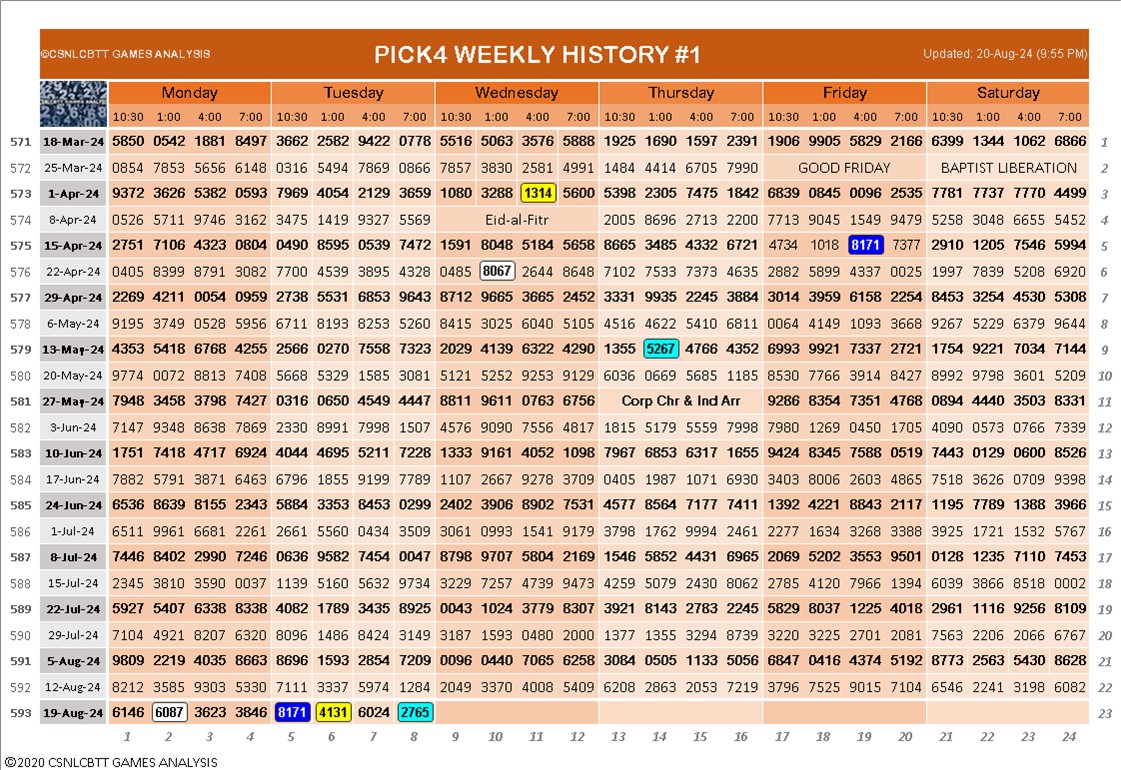 ©CSNLCBTT GAMES ANALYSIS PICK4 WEEKLY HISTORY #1 Updated: 20-Aug-24 (9:55 PM)
Monday Tuesday Wednesday Thursday Friday Saturday
10:30 1:00 4:00 7:00 10:30 1:00 4:00 7:00 10:30 1:00 4:00 7:00 10:30 1:00 4:00 7:00 10:30 1:00 4:00 7:00 10:30 1:00 4:00 7:00
571 18-Mar-24 5850 0542 1881 8497 3662 2582 9422 0778 5516 5063 3576 5888 1925 1690 1597 2391 1906 9905 5829 2166 6399 1344 1062 6866 1
572 25-Mar-24 0854 7853 5656 6148 0316 5494 7869 0866 7857 3830 2581 4991 1484 4414 6705 7990 GOOD FRIDAY BAPTIST LIBERATION 2
573 1-Apr-24 9372 3626 5382 0593 7969 4054 2129 3659 1080 3288 1314 5600 5398 2305 7475 1842 6839 0845 0096 2535 7781 7737 7770 4499 3
574 8-Apr-24 0526 5711 9746 3162 3475 1419 9327 5569 Eid-al-Fitr 2005 8696 2713 2200 7713 9045 1549 9479 5258 3048 6655 5452 4
575 15-Apr-24 2751 7106 4323 0804 0490 8595 0539 7472 1591 8048 5184 5658 8665 3485 4332 6721 4734 1018 8171 7377 2910 1205 7546 5994 5
576 22-Apr-24 0405 8399 8791 3082 7700 4539 3895 4328 0485 8067 2644 8648 7102 7533 7373 4635 2882 5899 4337 0025 1997 7839 5208 6920 6
577 29-Apr-24 2269 4211 0054 0959 2738 5531 6853 9643 8712 9665 3665 2452 3331 9935 2245 3884 3014 3959 6158 2254 8453 3254 4530 5308 7
578 6-May-24 9195 3749 0528 5956 6711 8193 8253 5260 8415 3025 6040 5105 4516 4622 5410 6811 0064 4149 1093 3668 9267 5229 6379 9644 8
579 13-May-24 4353 5418 6768 4255 2566 0270 7558 7323 2029 4139 6322 4290 1355 5267 4766 4352 6993 9921 7337 2721 1754 9221 7034 7144 9
580 20-May-24 9774 0072 8813 7408 5668 5329 1585 3081 5121 5252 9253 9129 6036 0669 5685 1185 8530 7766 3914 8427 8992 9798 3601 5209 10
581 27-May-24 7948 3458 3798 7427 0316 0650 4549 4447 8811 9611 0763 6756 Corp Chr & Ind Arr 9286 8354 7351 4768 0894 4440 3503 8331 11
582 3-Jun-24 7147 9348 8638 7869 2330 8991 7998 1507 4576 9090 7556 4817 1815 5179 5559 7998 7980 1269 0450 1705 4090 0573 0766 7339 12
583 10-Jun-24 1751 7418 4717 6924 4044 4695 5211 7228 1333 9161 4052 1098 7967 6853 6317 1655 9424 8345 7588 0519 7443 0129 0600 8526 13
584 17-Jun-24 7882 5791 3871 6463 6796 1855 9199 7789 1107 2667 9278 3709 0405 1987 1071 6930 3403 8006 2603 4865 7518 3626 0709 9398 14
585 24-Jun-24 6536 8639 8155 2343 5884 3353 8453 0299 2402 3906 8902 7531 4577 8564 7177 7411 1392 4221 8843 2117 1195 7789 1388 3966 15
586 1-Jul-24 6511 9961 6681 2261 2661 5560 0434 3509 3061 0993 1541 9179 3798 1762 9994 2461 2277 1634 3268 3388 3925 1721 1532 5767 16
587 8-Jul-24 7446 8402 2990 7246 0636 9582 7454 0047 8798 9707 5804 2169 1546 5852 4431 6965 2069 5202 3553 9501 0128 1235 7110 7453 17
588 15-Jul-24 2345 3810 3590 0037 1139 5160 5632 9734 3229 7257 4739 9473 4259 5079 2430 8062 2785 4120 7966 1394 6039 3866 8518 0002 18
589 22-Jul-24 5927 5407 6338 8338 4082 1789 3435 8925 0043 1024 3779 8307 3921 8143 2783 2245 5829 8037 1225 4018 2961 1116 9256 8109 19
590 29-Jul-24 7104 4921 8207 6320 8096 1486 8424 3149 3187 1593 0480 2000 1377 1355 3294 8739 3220 3225 2701 2081 7563 2206 2066 6767 20
591 5-Aug-24 9809 2219 4035 8663 8696 1593 2854 7209 0096 0440 7065 6258 3084 0505 1133 5056 6847 0416 4374 5192 8773 2563 5430 8628 21
592 12-Aug-24 8212 3585 9303 5330 7111 3337 5974 1284 2049 3370 4008 5409 6208 2863 2053 7219 3796 7525 9015 7104 6546 2241 3198 6082 22
593 19-Aug-24 6146 6087 3623 3846 8171 4131 6024 2765 23
1 2 3 4 5 6 7 8 9 10 11 12 13 14 15 16 17 18 19 20 21 22 23 24
©2020 CSNLCBTT GAMES ANALYSIS